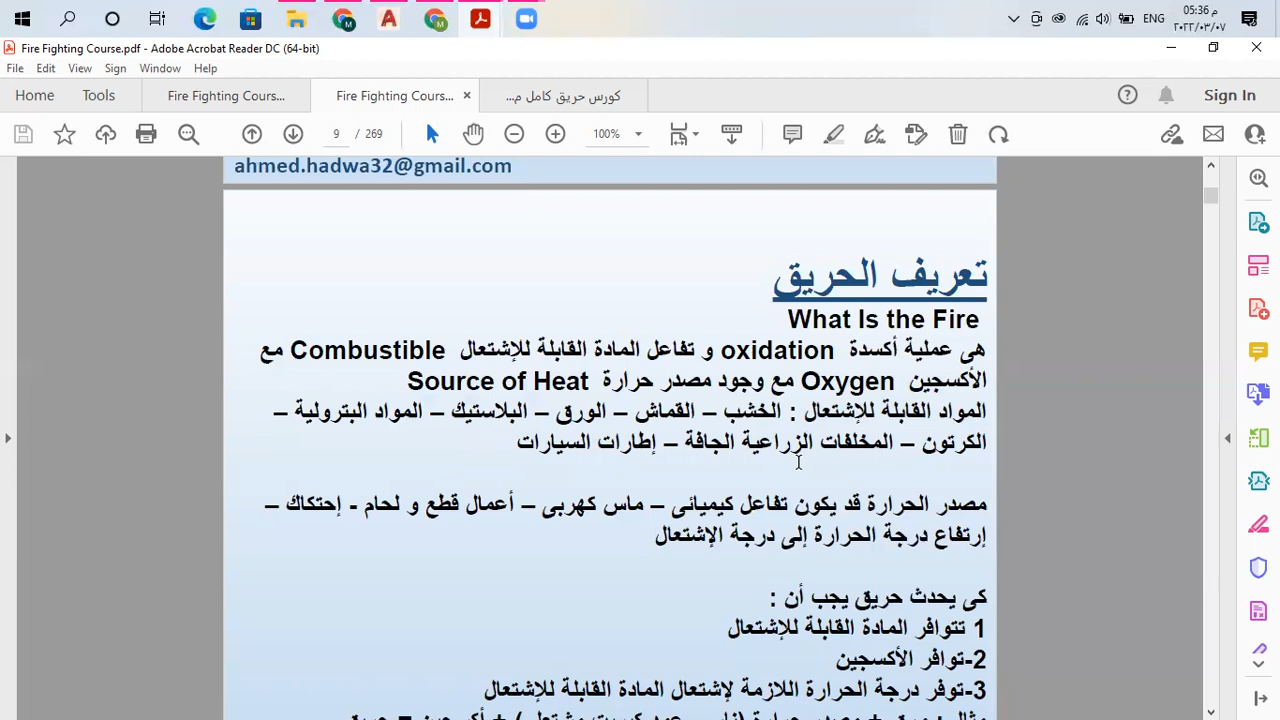 05:36 م
ENG
٢٠٢٢/٠٣/٠٧
Fire Fighting Course.pdf - Adobe Acrobat Reader DC (64-bit)
File Edit View Sign Window Help
Home Tools Fire Fighting Cours... Fire Fighting Cours... كورس حريق كامل م... Sign In
9 / 269 100%
ahmed.hadwa32@gmail.com
تعريف الحريق
What Is the Fire
هى عملية أكسدة oxidation و تفاعل المادة القابلة للإشتعال Combustible مع
الأكسجين Oxygen مع وجود مصدر حرارة Source of Heat
المواد القابلة للإشتعال : الخشب – القماش – الورق – البلاستيك – المواد البترولية –
الكرتون – المخلفات الزراعية الجافة – إطارات السيارات
مصدر الحرارة قد يكون تفاعل كيميائى – ماس كهربى – أعمال قطع و لحام - إحتكاك –
إرتفاع درجة الحرارة إلى درجة الإشتعال
كى يحدث حريق يجب أن :
1 تتوافر المادة القابلة للإشتعال
2-توافر الأكسجين
3-توفر درجة الحرارة اللازمة لإشتعال المادة القابلة للإشتعال